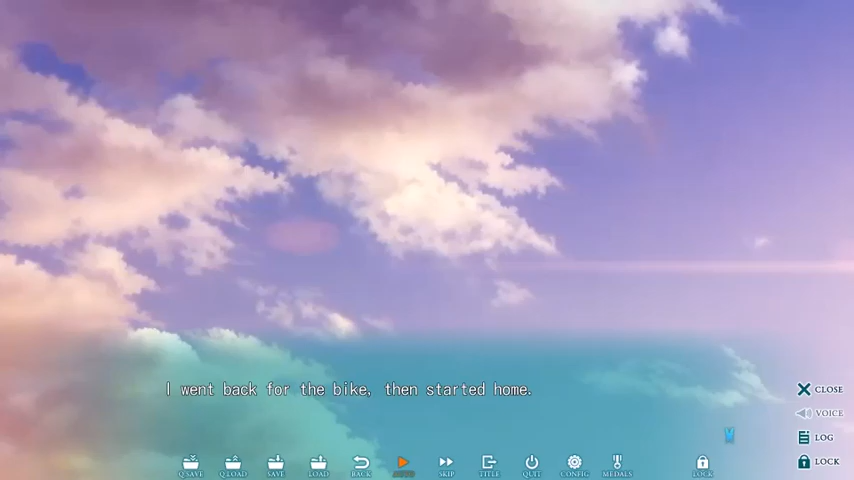 I went back for the bike, then started home.
CLOSE
VOICE
LOG
LOCK
Q.SAVE Q.LOAD SAVE LOAD BACK AUTO SKIP TITLE QUIT CONFIG MEDALS LOCK